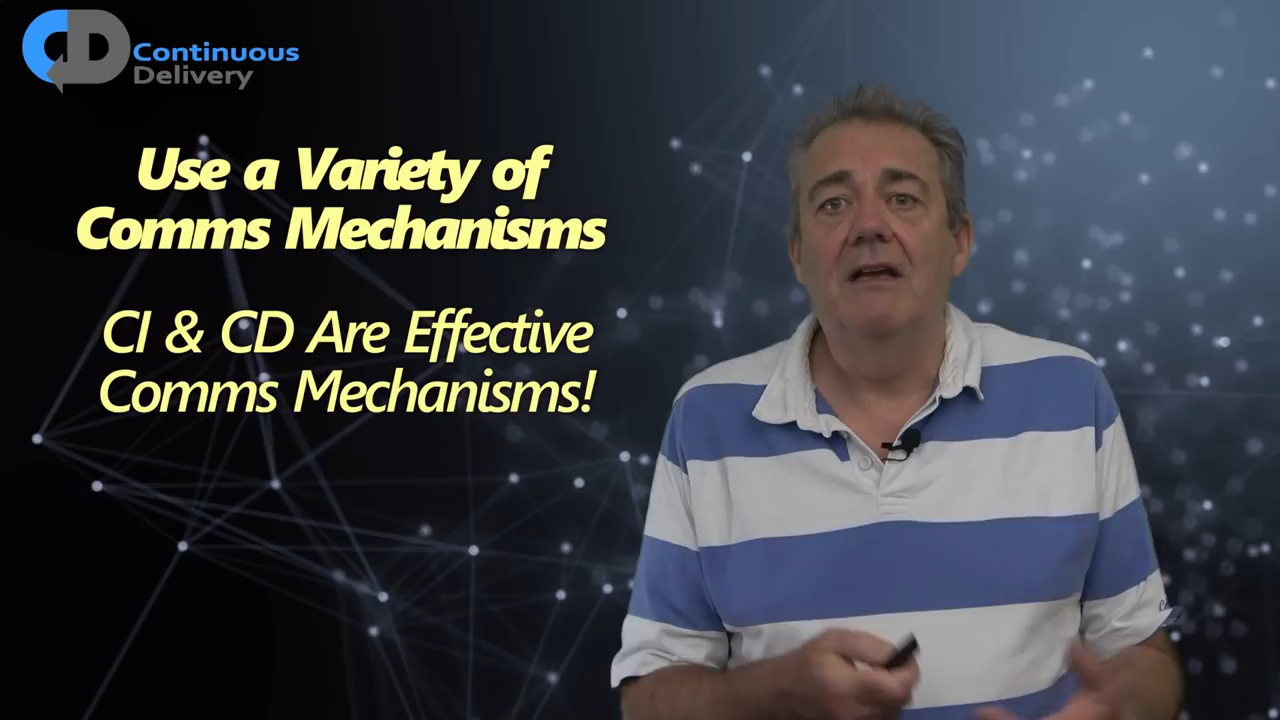 Continuous
Delivery
Use a Variety of
Comms Mechanisms
CI & CD Are Effective
Comms Mechanisms!